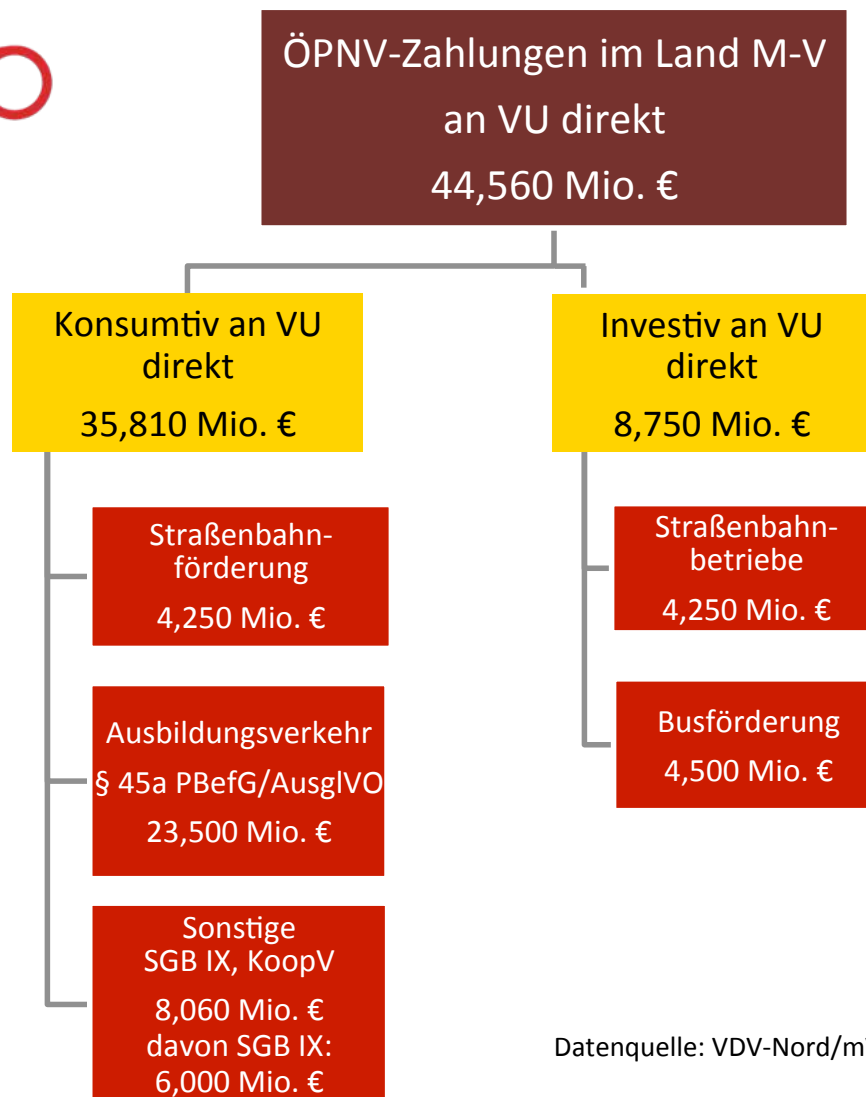 ÖPNV-Zahlungen im Land M-V
an VU direkt
44,560 Mio. €
Konsumtiv an VU
direkt
35,810 Mio. €
Investiv an VU
direkt
8,750 Mio. €
Straßenbahn-
förderung
4,250 Mio. €
Ausbildungsverkehr
§ 45a PBefG/AusglVO
23,500 Mio. €
Sonstige
SGB IX, KoopV
8,060 Mio. €
davon SGB IX:
6,000 Mio. €
Straßenbahn-
betriebe
4,250 Mio. €
Busförderung
4,500 Mio. €
Datenquelle: